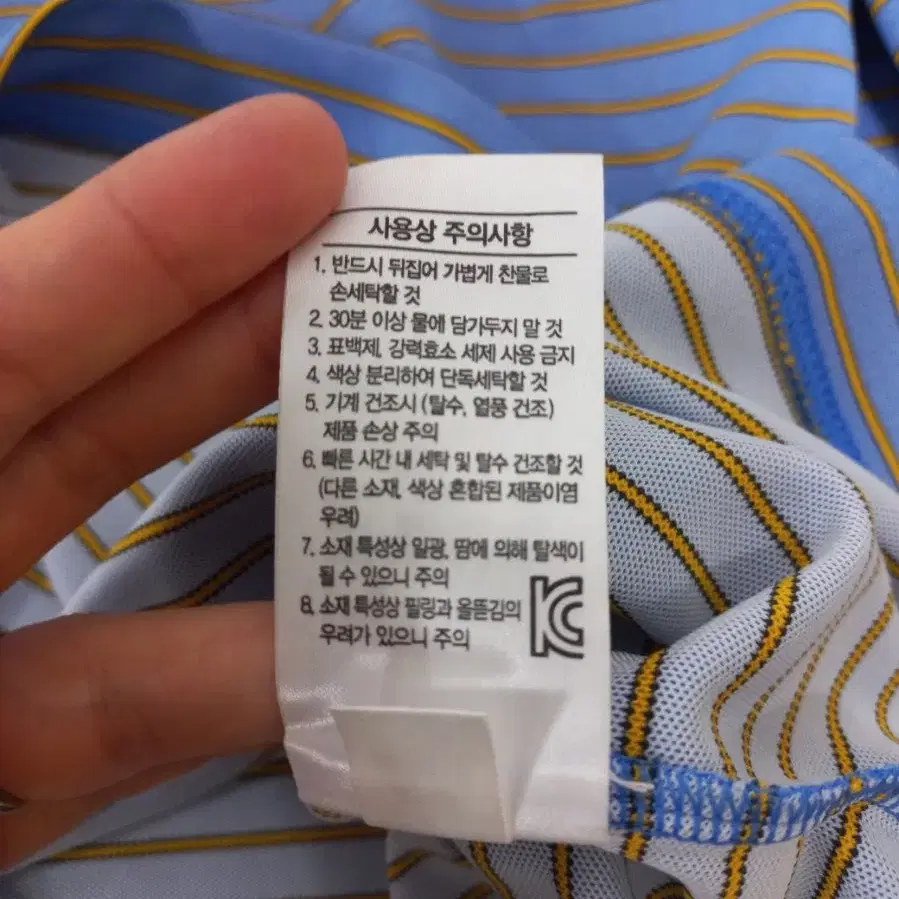 사용상 주의사항
1. 반드시 뒤집어 가볍게 찬물로
손세탁할 것
2. 30분 이상 물에 담가두지 말 것
3. 표백제, 강력효소 세제 사용 금지
4. 색상 분리하여 단독세탁할 것
5. 기계 건조시 (탈수, 열풍 건조)
제품 손상 주의
6. 빠른 시간 내 세탁 및 탈수 건조할 것
(다른 소재, 색상 혼합된 제품이염
우려)
7. 소재 특성상 일광, 땀에 의해 탈색이
될 수 있으니 주의
8. 소재 특성상 필링과 올뜯김의
우려가 있으니 주의
KC